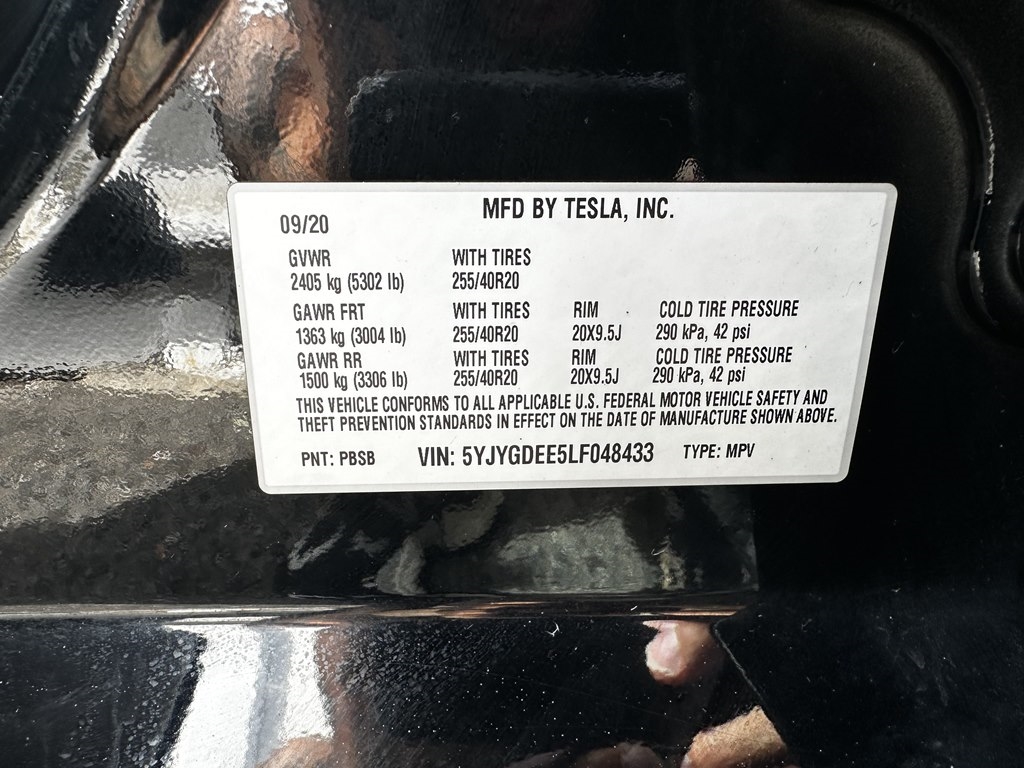 MFD BY TESLA, INC.
09/20
GVWR WITH TIRES
2405 kg (5302 lb) 255/40R20
GAWR FRT WITH TIRES RIM COLD TIRE PRESSURE
1363 kg (3004 lb) 255/40R20 20X9.5J 290 kPa, 42 psi
GAWR RR WITH TIRES RIM COLD TIRE PRESSURE
1500 kg (3306 lb) 255/40R20 20X9.5J 290 kPa, 42 psi
THIS VEHICLE CONFORMS TO ALL APPLICABLE U.S. FEDERAL MOTOR VEHICLE SAFETY AND
THEFT PREVENTION STANDARDS IN EFFECT ON THE DATE OF MANUFACTURE SHOWN ABOVE.
PNT: PBSB VIN: 5YJYGDEE5LF048433 TYPE: MPV